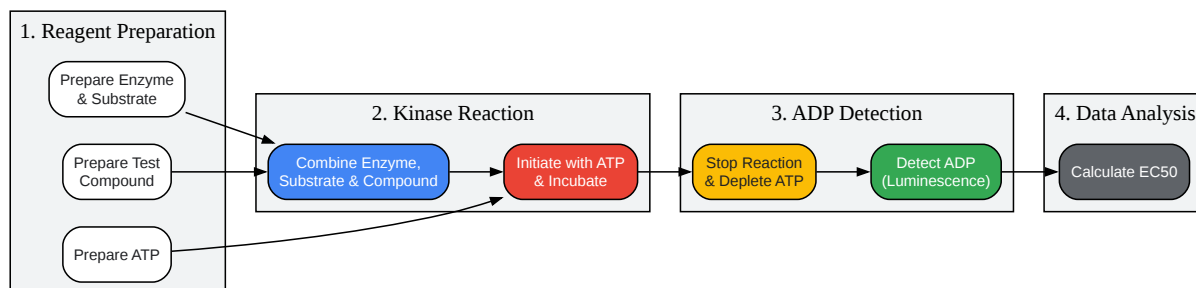 1. Reagent Preparation
Prepare Enzyme
& Substrate
Prepare Test
Compound
Prepare ATP
2. Kinase Reaction
Combine Enzyme,
Substrate & Compound
Initiate with ATP
& Incubate
3. ADP Detection
Stop Reaction
& Deplete ATP
Detect ADP
(Luminescence)
4. Data Analysis
Calculate EC50